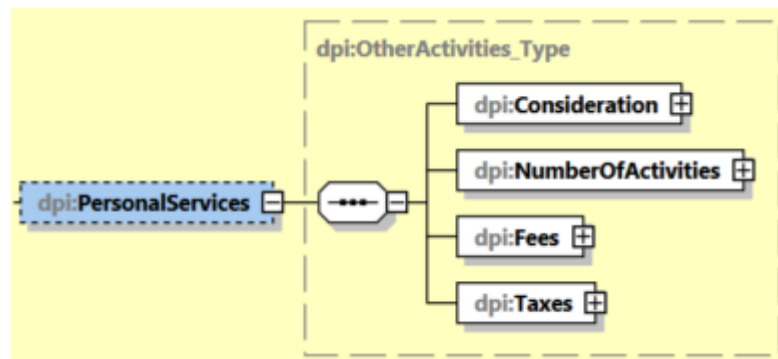 dpi:OtherActivities_Type
dpi:Consideration
dpi:NumberOfActivities
dpi:PersonalServices
dpi:Fees
dpi:Taxes